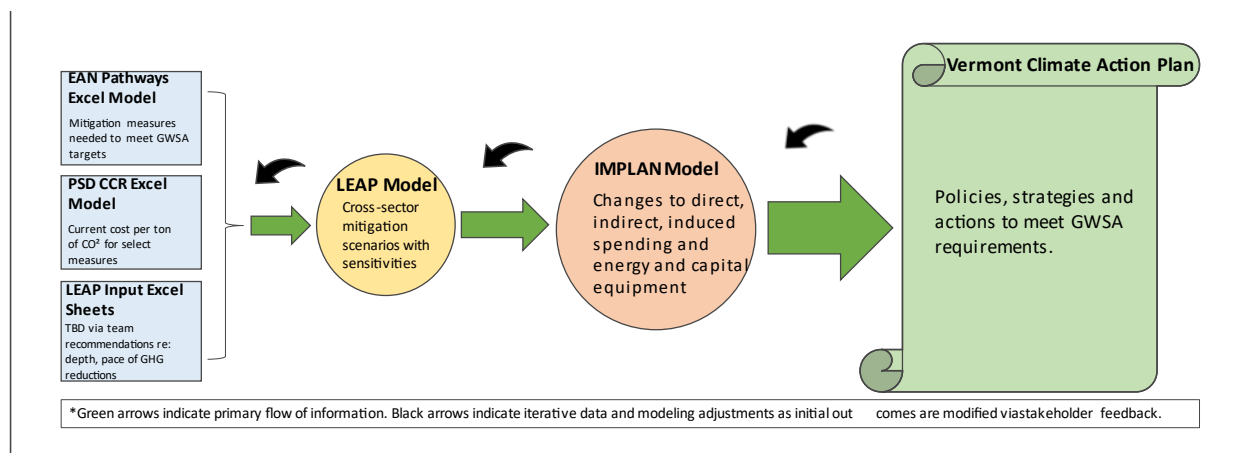 EAN Pathways
Excel Model
Mitigation measures
needed to meet GWSA
targets
PSD CCR Excel
Model
Current cost per ton
of CO² for select
measures
LEAP Input Excel
Sheets
TBD via team
recommendations re:
depth, pace of GHG
reductions
LEAP Model
Cross-sector
mitigation
scenarios with
sensitivities
IMPLAN Model
Changes to direct,
indirect, induced
spending and
energy and capital
equipment
Vermont Climate Action Plan
Policies, strategies and
actions to meet GWSA
requirements.
*Green arrows indicate primary flow of information. Black arrows indicate iterative data and modeling adjustments as initial out comes are modified viastakeholder feedback.